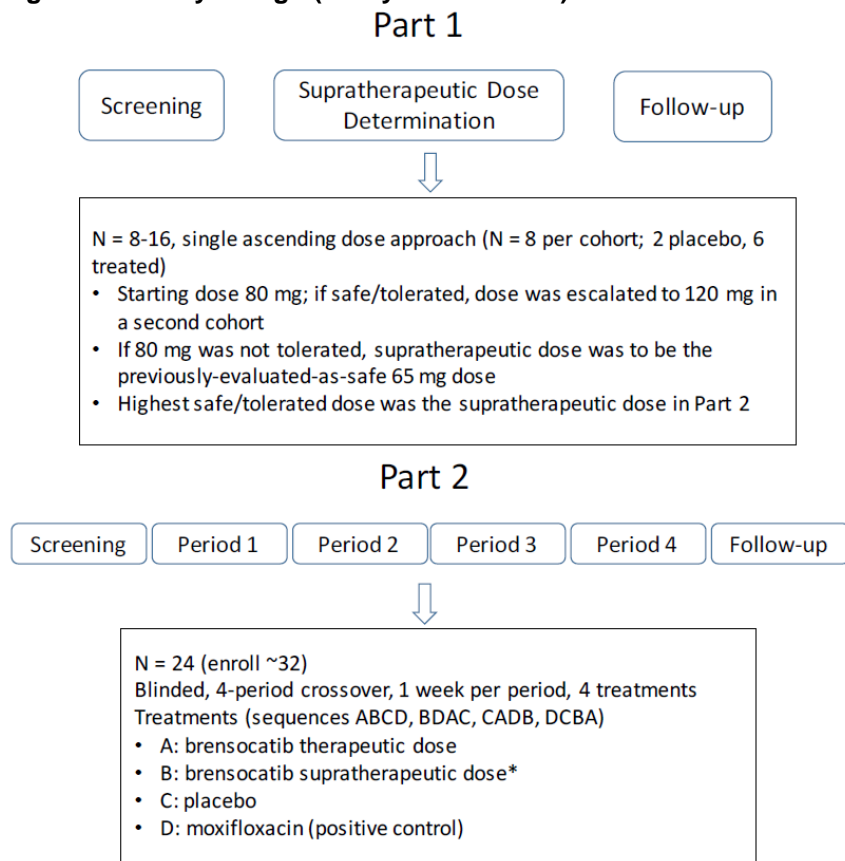 Part 1
Screening
Supratherapeutic Dose
Determination
Follow-up
N = 8-16, single ascending dose approach (N = 8 per cohort; 2 placebo, 6
treated)
• Starting dose 80 mg; if safe/tolerated, dose was escalated to 120 mg in
a second cohort
• If 80 mg was not tolerated, supratherapeutic dose was to be the
previously-evaluated-as-safe 65 mg dose
• Highest safe/tolerated dose was the supratherapeutic dose in Part 2
Part 2
Screening
Period 1
Period 2
Period 3
Period 4
Follow-up
N = 24 (enroll ~32)
Blinded, 4-period crossover, 1 week per period, 4 treatments
Treatments (sequences ABCD, BDAC, CADB, DCBA)
• A: brensocatib therapeutic dose
• B: brensocatib supratherapeutic dose*
• C: placebo
• D: moxifloxacin (positive control)